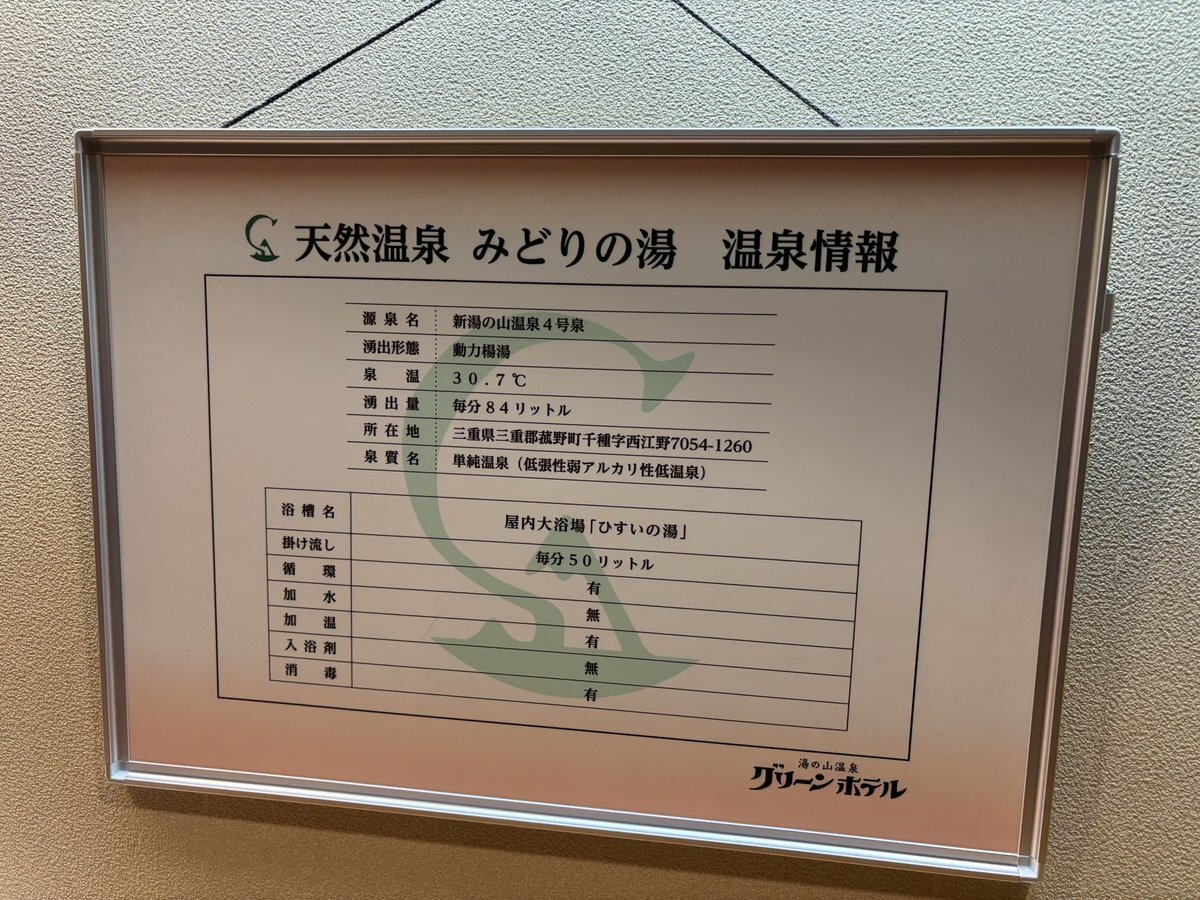 天然温泉 みどりの湯 温泉情報
源泉名 新湯の山温泉4号泉
湧出形態 動力楊湯
泉温 30.7℃
湧出量 毎分84リットル
所在地 三重県三重郡菰野町千種字西江野7054-1260
泉質名 単純温泉（低張性弱アルカリ性低温泉）
浴槽名 屋内大浴場「ひすいの湯」
掛け流し 毎分50リットル
循環 有
加水 無
加温 有
入浴剤 無
消毒 有
湯の山温泉
グリーンホテル